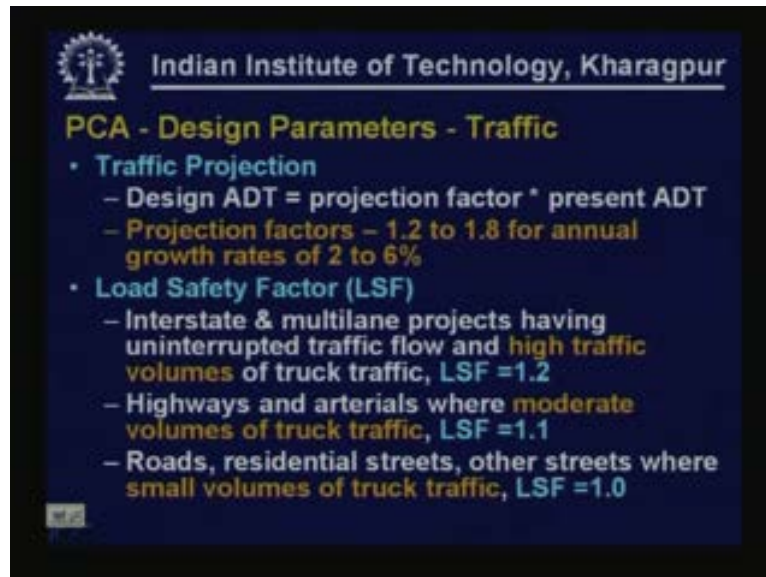 Indian Institute of Technology, Kharagpur
PCA - Design Parameters - Traffic
• Traffic Projection
– Design ADT = projection factor * present ADT
– Projection factors – 1.2 to 1.8 for annual
growth rates of 2 to 6%
• Load Safety Factor (LSF)
– Interstate & multilane projects having
uninterrupted traffic flow and high traffic
volumes of truck traffic, LSF =1.2
– Highways and arterials where moderate
volumes of truck traffic, LSF =1.1
– Roads, residential streets, other streets where
small volumes of truck traffic, LSF =1.0